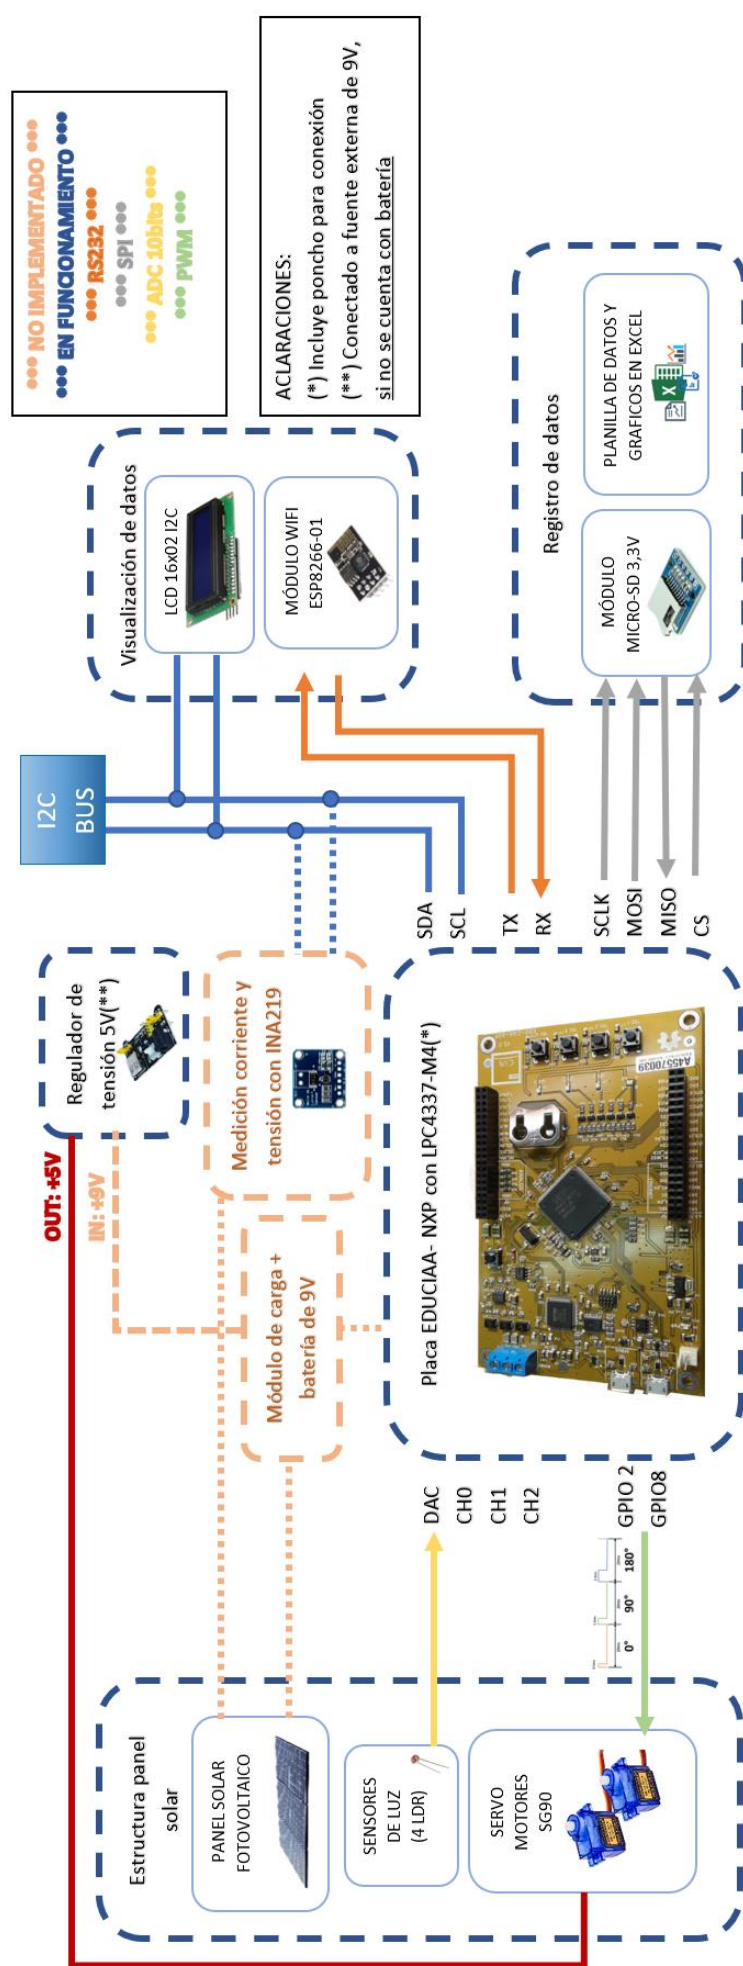 Estructura panel
solar
PANEL SOLAR
FOTOVOLTAICO
SENSORES
DE LUZ
(4 LDR)
SERVO
MOTORES
SG90
OUT: +5V
IN: +9V
Regulador de
tensión 5V(**)
Módulo de carga +
batería de 9V
Medición corriente y
tensión con INA219
DAC
CH0
CH1
CH2
0°
90°
180°
GPIO 2
GPIO8
Placa EDUCIAA- NXP con LPC4337-M4(*)
A45570039
I2C
BUS
SDA
SCL
TX
RX
SCLK
MOSI
MISO
CS
Visualización de datos
LCD 16x02 I2C
MÓDULO WIFI
ESP8266-01
Registro de datos
MÓDULO
MICRO-SD 3,3V
PLANILLA DE DATOS Y
GRAFICOS EN EXCEL
X
••• NO IMPLEMENTADO •••
••• EN FUNCIONAMIENTO •••
••• RS232 •••
••• SPI •••
••• ADC 10bits •••
••• PWM •••
ACLARACIONES:
(*) Incluye poncho para conexión
(**) Conectado a fuente externa de 9V,
si no se cuenta con batería